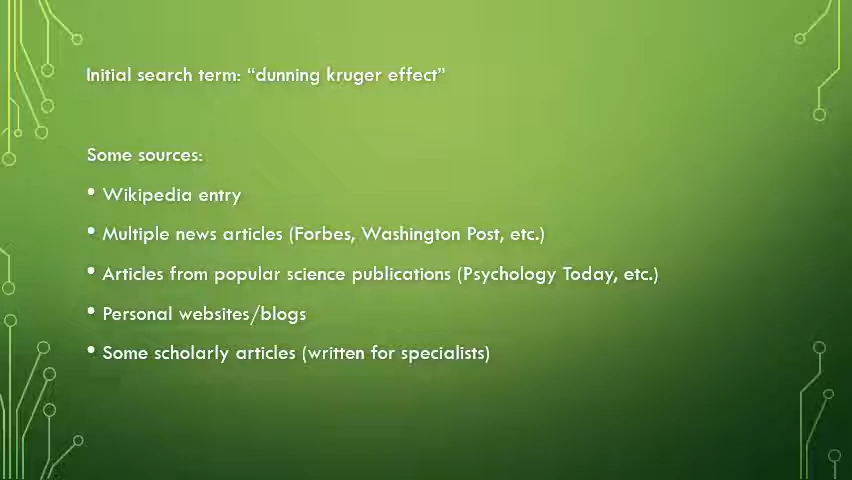 Initial search term: “dunning kruger effect”
Some sources:
• Wikipedia entry
• Multiple news articles (Forbes, Washington Post, etc.)
• Articles from popular science publications (Psychology Today, etc.)
• Personal websites/blogs
• Some scholarly articles (written for specialists)